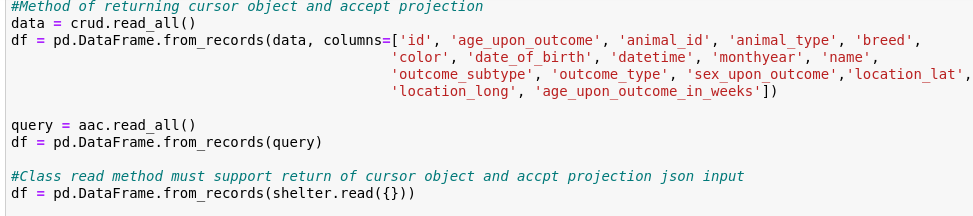 #Method of returning cursor object and accept projection
data = crud.read_all()
df = pd.DataFrame.from_records(data, columns=['id', 'age_upon_outcome', 'animal_id', 'animal_type', 'breed',
'color', 'date_of_birth', 'datetime', 'monthyear', 'name',
'outcome_subtype', 'outcome_type', 'sex_upon_outcome','location_lat',
'location_long', 'age_upon_outcome_in_weeks'])
query = aac.read_all()
df = pd.DataFrame.from_records(query)
#Class read method must support return of cursor object and accpt projection json input
df = pd.DataFrame.from_records(shelter.read({}))